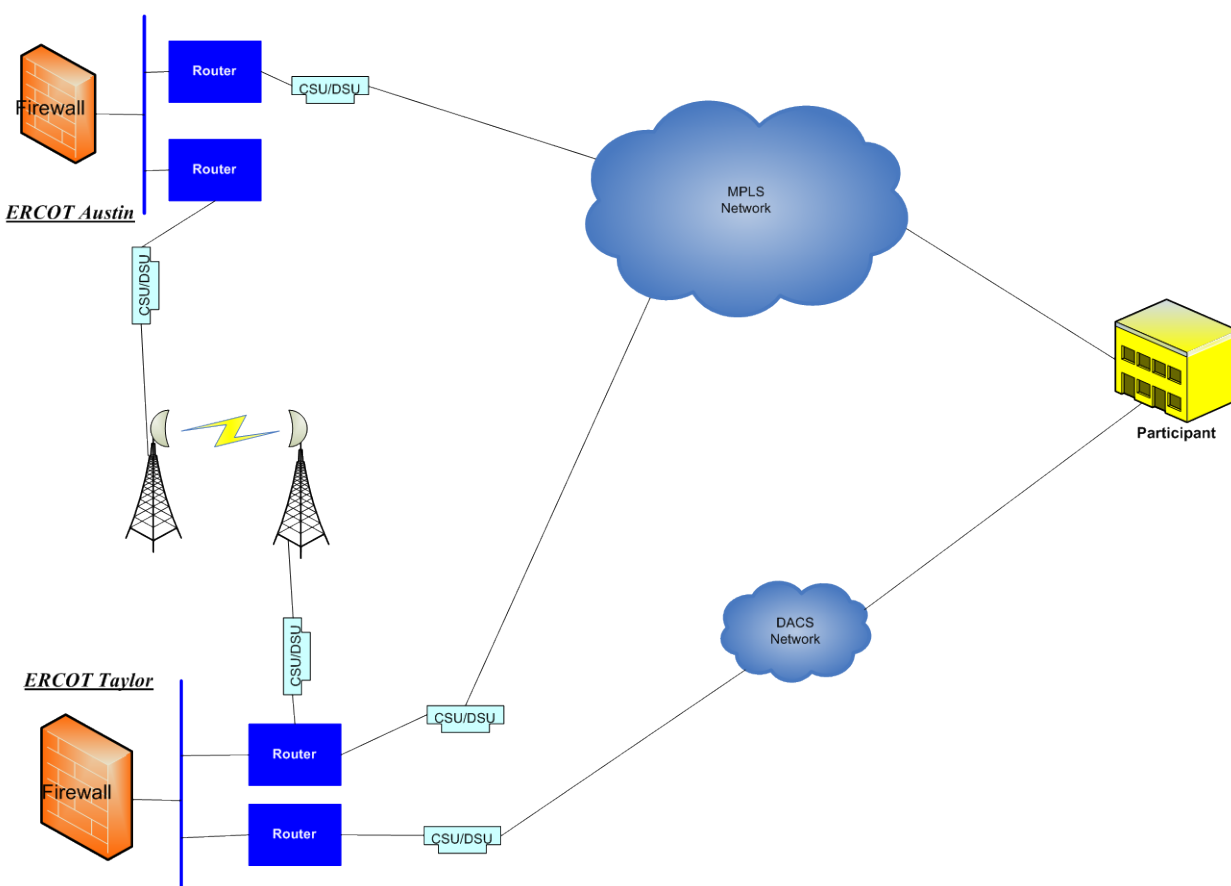 Router
CSU/DSU
Firewall
Router
ERCOT Austin
MPLS
Network
CSU/DSU
Participant
DACS
Network
CSU/DSU
ERCOT Taylor
CSU/DSU
Router
Firewall
Router
CSU/DSU